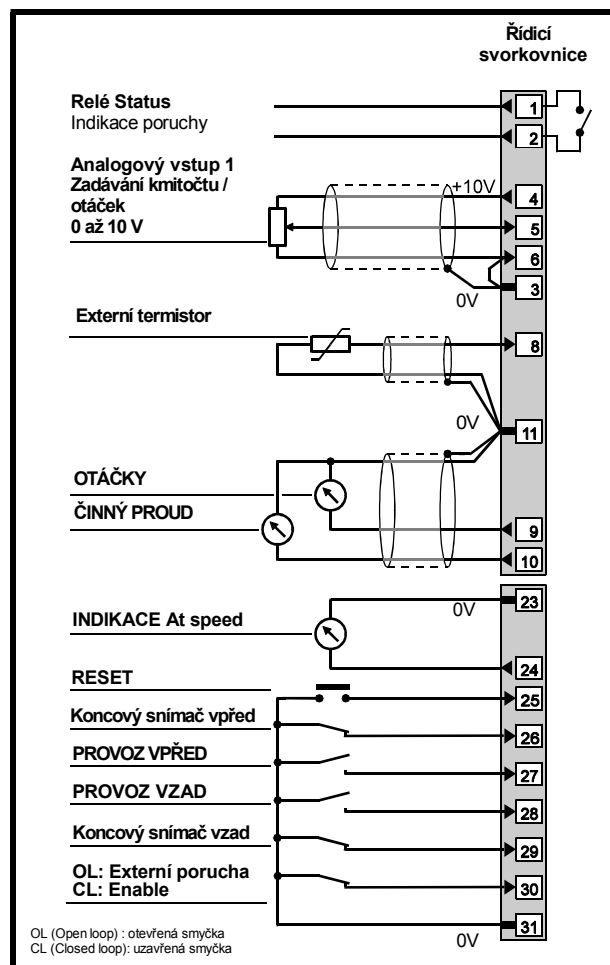 Řídicí
svorkovnice
Relé Status
Indikace poruchy
1
2
Analogový vstup 1
Zadávání kmitočtu /
otáček
0 až 10 V
+10V
4
5
6
3
0V
Externí termistor
8
0V
11
OTÁČKY
ČINNÝ PROUD
9
10
INDIKACE At speed
0V
23
24
RESET
25
Koncový snímač vpřed
26
PROVOZ VPŘED
27
PROVOZ VZAD
28
Koncový snímač vzad
29
OL: Externí porucha
CL: Enable
30
31
0V
OL (Open loop) : otevřená smyčka
CL (Closed loop): uzavřená smyčka